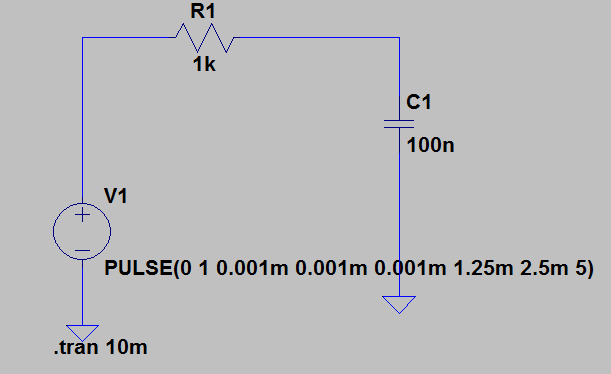 R1
1k
C1
100n
V1
PULSE(0 1 0.001m 0.001m 0.001m 1.25m 2.5m 5)
.tran 10m